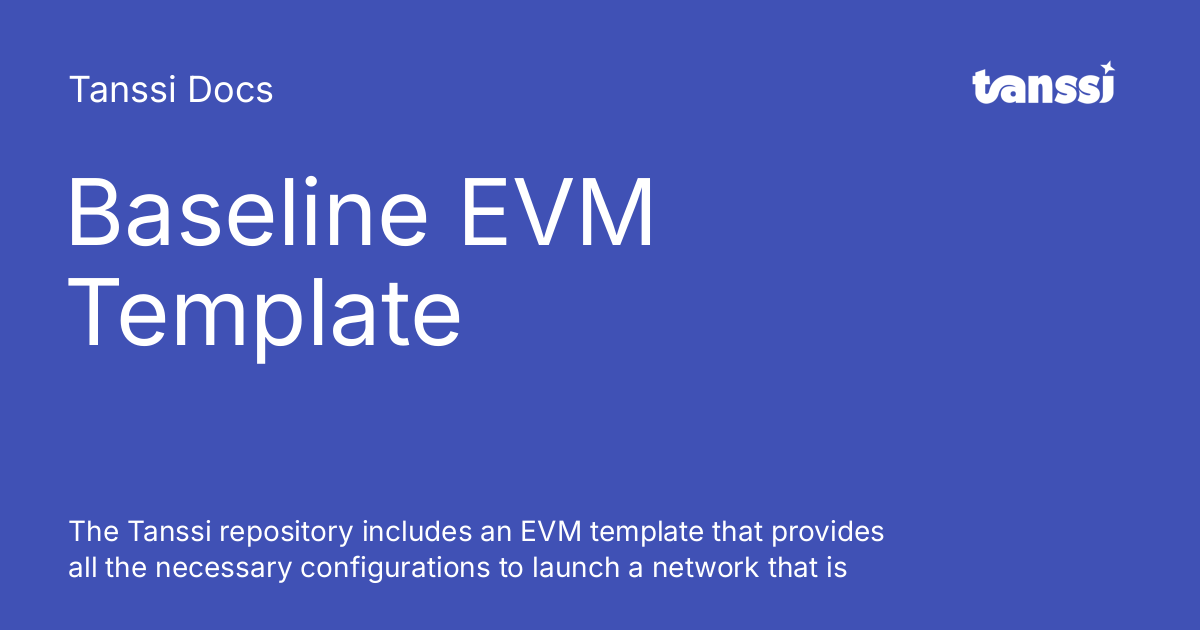 Tanssi Docs
tanssi
Baseline EVM
Template
The Tanssi repository includes an EVM template that provides
all the necessary configurations to launch a network that is